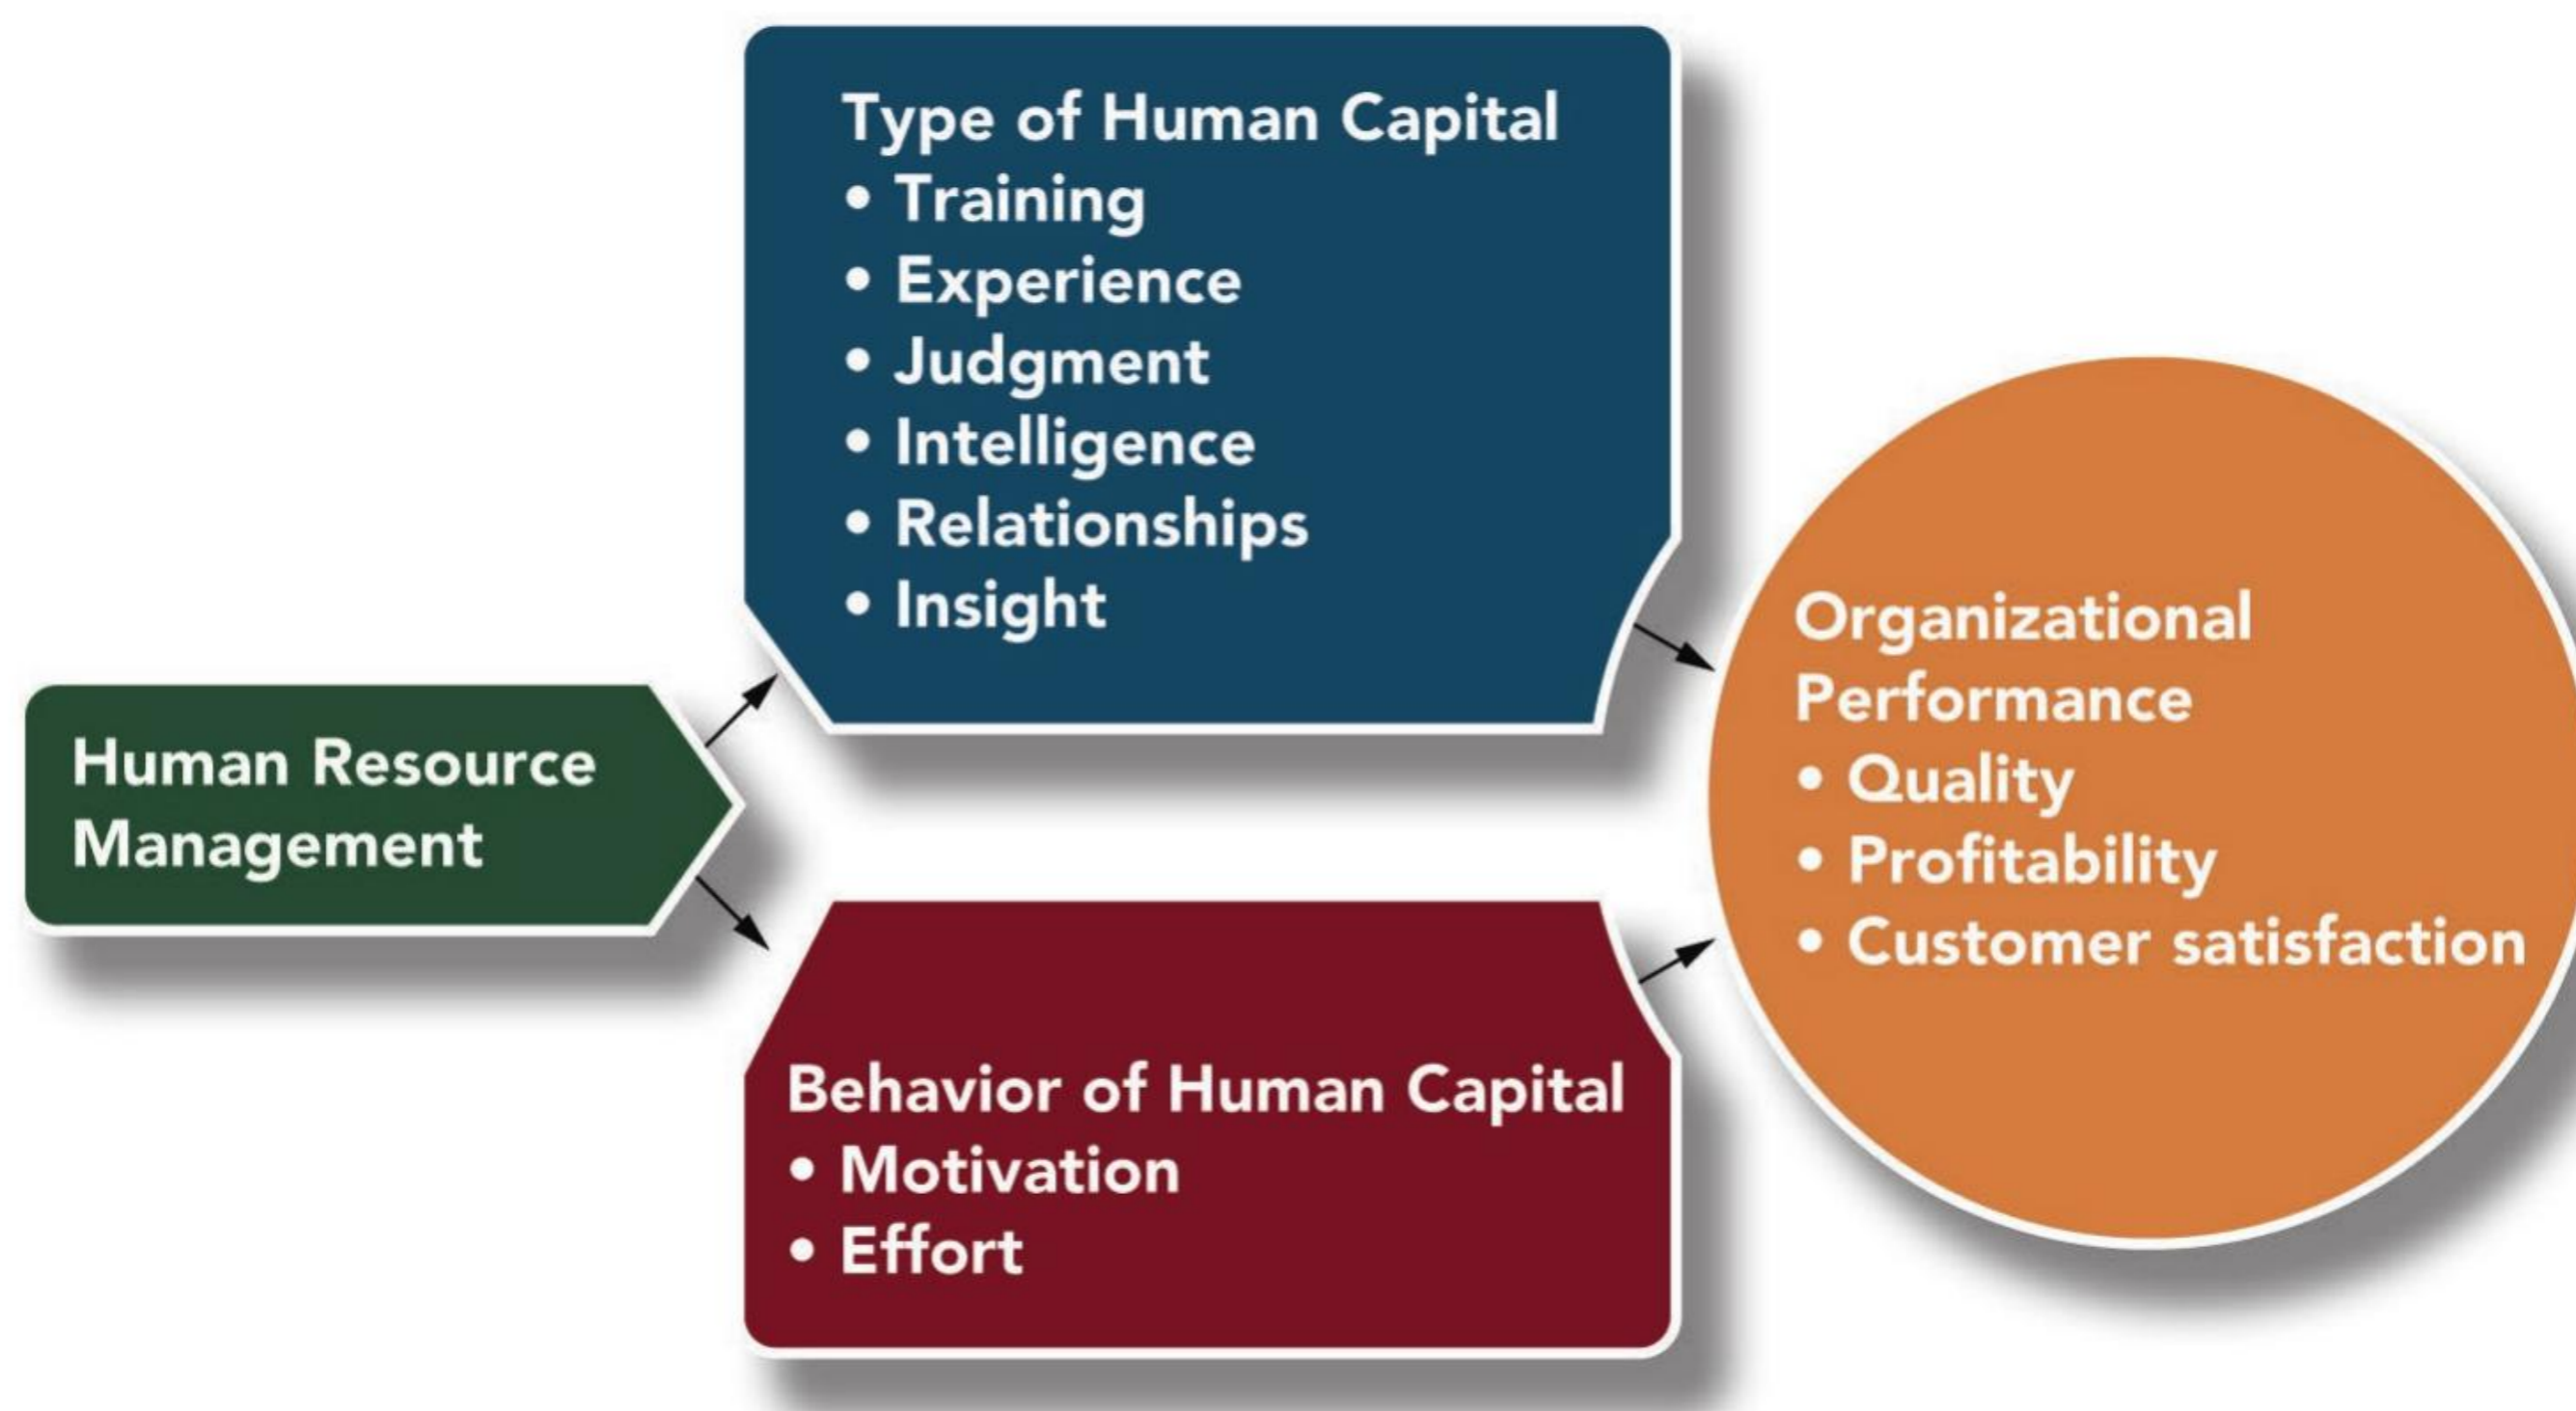 Human Resource
Management
Type of Human Capital
• Training
• Experience
• Judgment
• Intelligence
• Relationships
• Insight
Behavior of Human Capital
• Motivation
• Effort
Organizational
Performance
• Quality
• Profitability
• Customer satisfaction